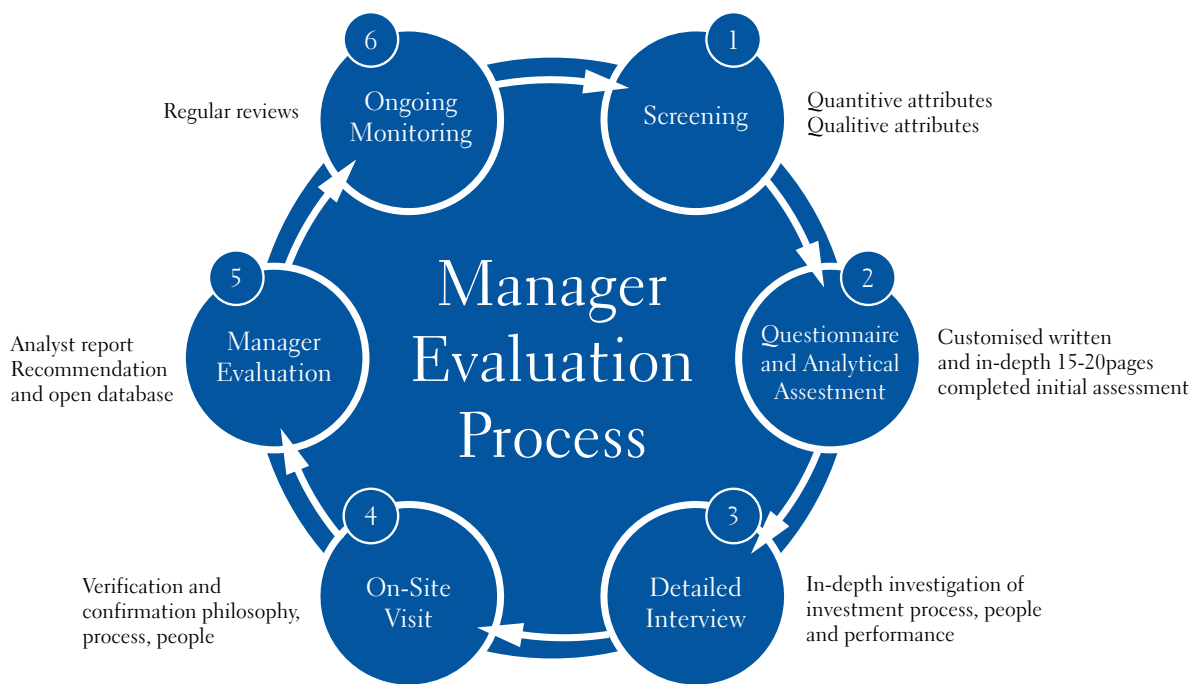 Manager
Evaluation
Process
1
Screening
Quantitive attributes
Qualitive attributes
2
Questionnaire
and Analytical
Assestment
Customised written
and in-depth 15-20pages
completed initial assessment
3
Detailed
Interview
In-depth investigation of
investment process, people
and performance
4
On-Site
Visit
Verification and
confirmation philosophy,
process, people
5
Manager
Evaluation
Analyst report
Recommendation
and open database
6
Ongoing
Monitoring
Regular reviews